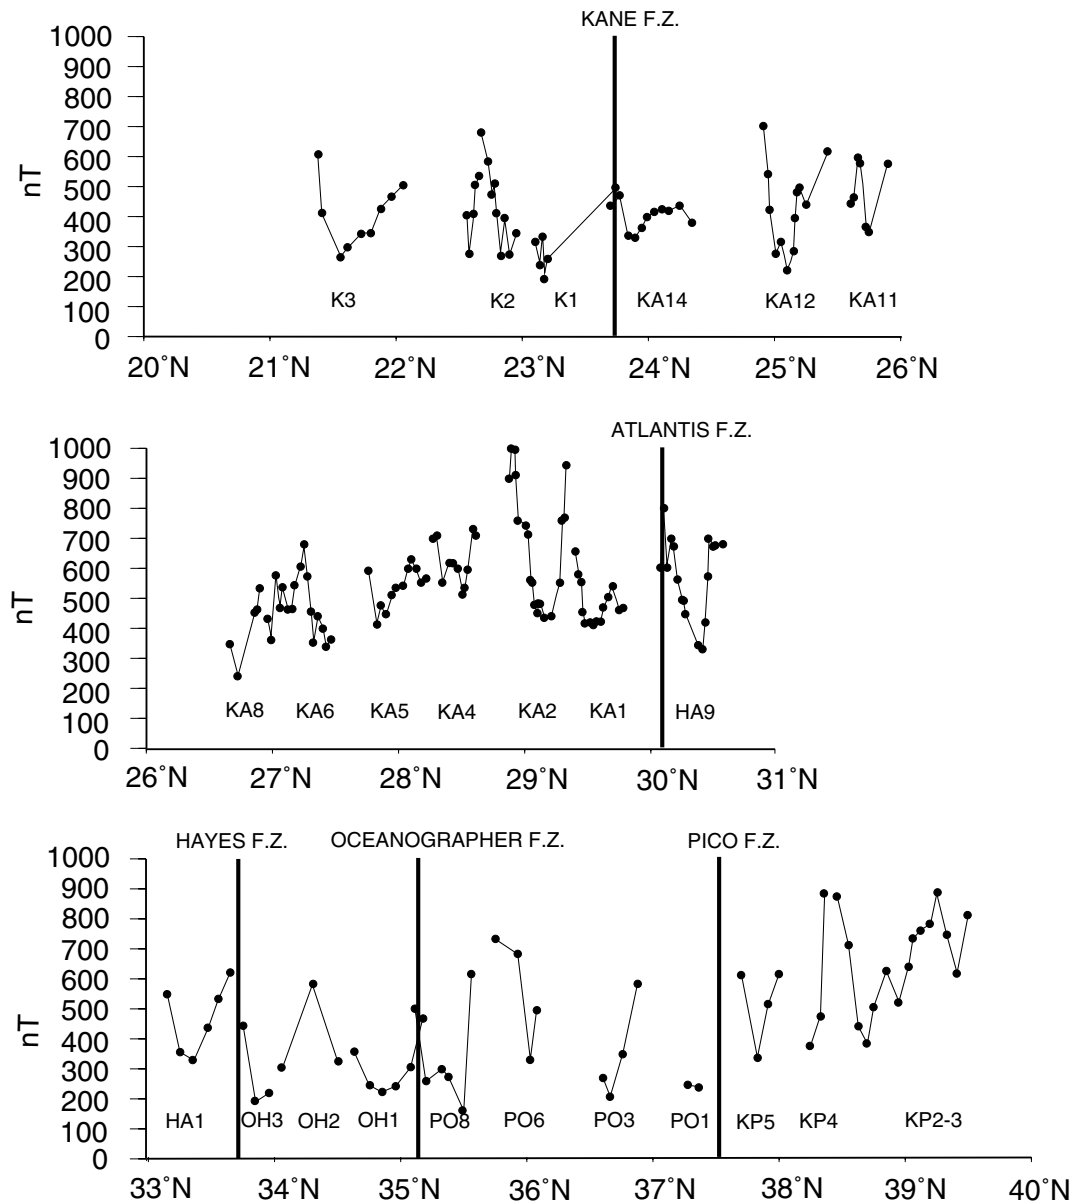 KANE F.Z.
1000
900
800
700
600
500
400
300
200
100
0
nT
K3 K2 K1 KA14 KA12 KA11
20˚N 21˚N 22˚N 23˚N 24˚N 25˚N 26˚N
ATLANTIS F.Z.
1000
900
800
700
600
500
400
300
200
100
0
nT
KA8 KA6 KA5 KA4 KA2 KA1 HA9
26˚N 27˚N 28˚N 29˚N 30˚N 31˚N
HAYES F.Z. OCEANOGRAPHER F.Z. PICO F.Z.
1000
900
800
700
600
500
400
300
200
100
0
nT
HA1 OH3 OH2 OH1 PO8 PO6 PO3 PO1 KP5 KP4 KP2-3
33˚N 34˚N 35˚N 36˚N 37˚N 38˚N 39˚N 40˚N